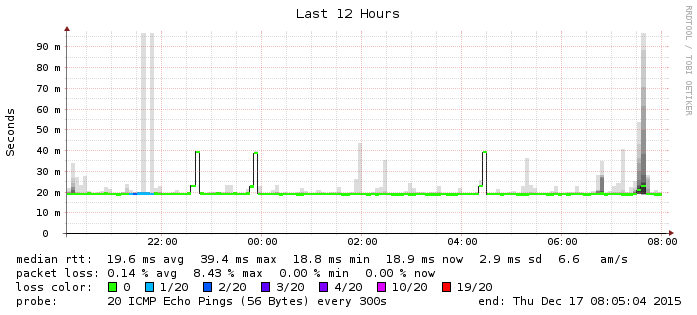 Last 12 Hours
RRDTOOL / TOBI OETIKER
Seconds
90 m
80 m
70 m
60 m
50 m
40 m
30 m
20 m
10 m
0
22:00 00:00 02:00 04:00 06:00 08:00
median rtt: 19.6 ms avg 39.4 ms max 18.8 ms min 18.9 ms now 2.9 ms sd 6.6 am/s
packet loss: 0.14 % avg 8.43 % max 0.00 % min 0.00 % now
loss color: 0 1/20 2/20 3/20 4/20 10/20 19/20
probe: 20 ICMP Echo Pings (56 Bytes) every 300s end: Thu Dec 17 08:05:04 2015